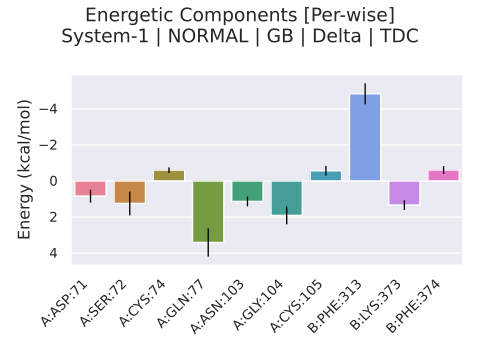 Energetic Components [Per-wise]
System-1 | NORMAL | GB | Delta | TDC
Energy (kcal/mol)
−4
−2
0
2
4
A:ASP:71
A:SER:72
A:CYS:74
A:GLN:77
A:ASN:103
A:GLY:104
A:CYS:105
B:PHE:313
B:LYS:373
B:PHE:374